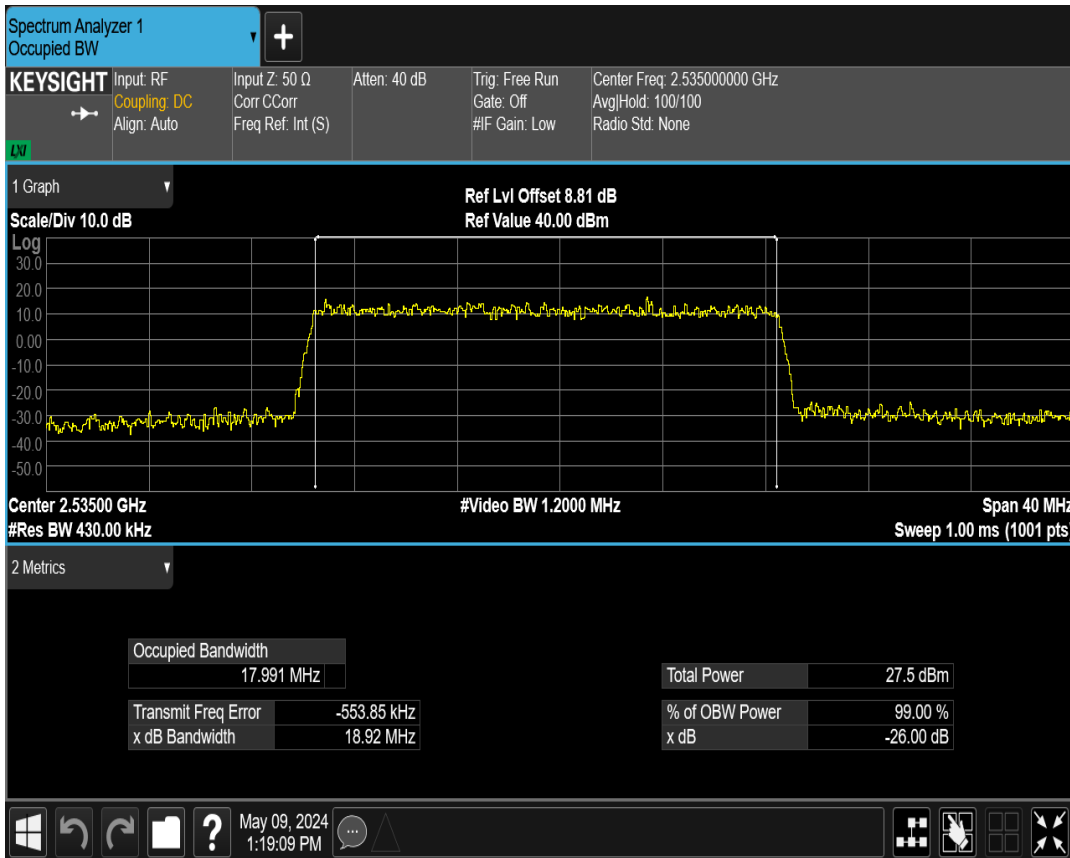 Spectrum Analyzer 1
Occupied BW
+
KEYSIGHT
LXI
Input: RF
Coupling: DC
Align: Auto
Input Z: 50 Ω
Corr CCorr
Freq Ref: Int (S)
Atten: 40 dB
Trig: Free Run
Gate: Off
#IF Gain: Low
Center Freq: 2.535000000 GHz
Avg|Hold: 100/100
Radio Std: None
1 Graph
Scale/Div 10.0 dB
Ref Lvl Offset 8.81 dB
Ref Value 40.00 dBm
Log
30.0
20.0
10.0
0.00
-10.0
-20.0
-30.0
-40.0
-50.0
Center 2.53500 GHz
#Res BW 430.00 kHz
#Video BW 1.2000 MHz
Span 40 MHz
Sweep 1.00 ms (1001 pts)
2 Metrics
Occupied Bandwidth
17.991 MHz
Transmit Freq Error -553.85 kHz
x dB Bandwidth 18.92 MHz
Total Power 27.5 dBm
% of OBW Power 99.00 %
x dB -26.00 dB
?
May 09, 2024
1:19:09 PM